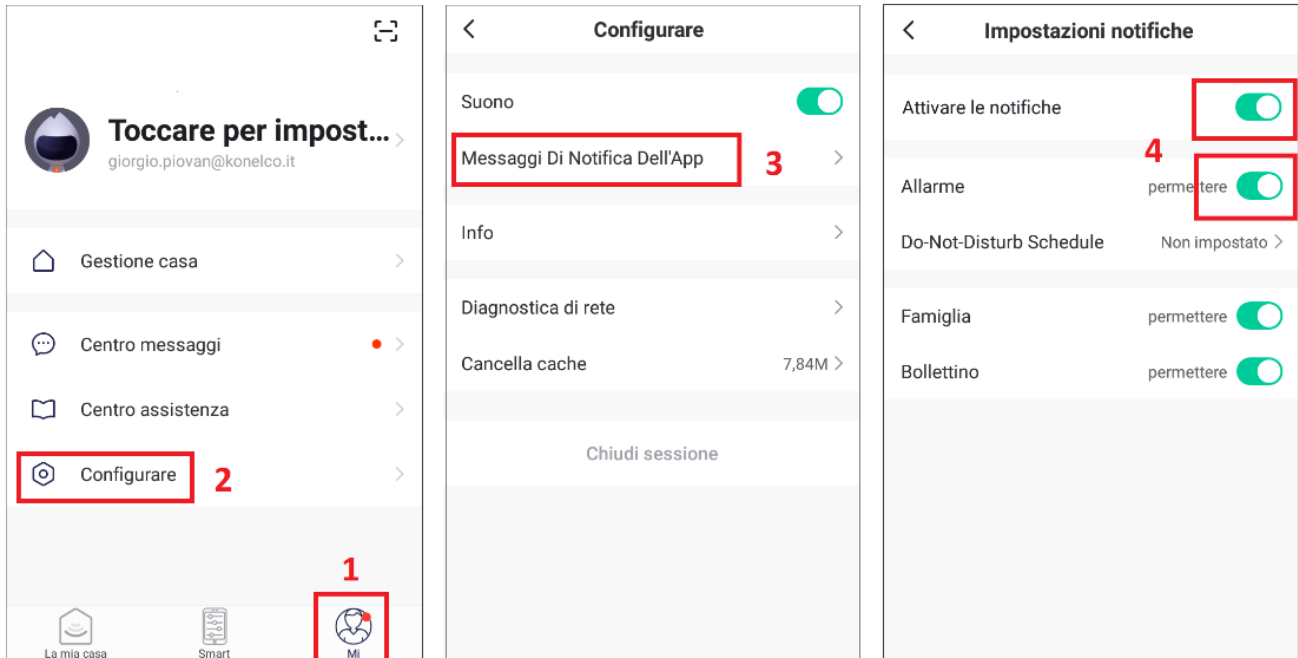 Toccare per impost...
giorgio.piovan@konelco.it
Gestione casa
Centro messaggi
Centro assistenza
Configurare
2
1
La mia casa
Smart
Mi
Configurare
Suono
Messaggi Di Notifica Dell'App
3
Info
Diagnostica di rete
Cancella cache
7,84M
Chiudi sessione
Impostazioni notifiche
Attivare le notifiche
4
Allarme
permettere
Do-Not-Disturb Schedule
Non impostato
Famiglia
permettere
Bollettino
permettere